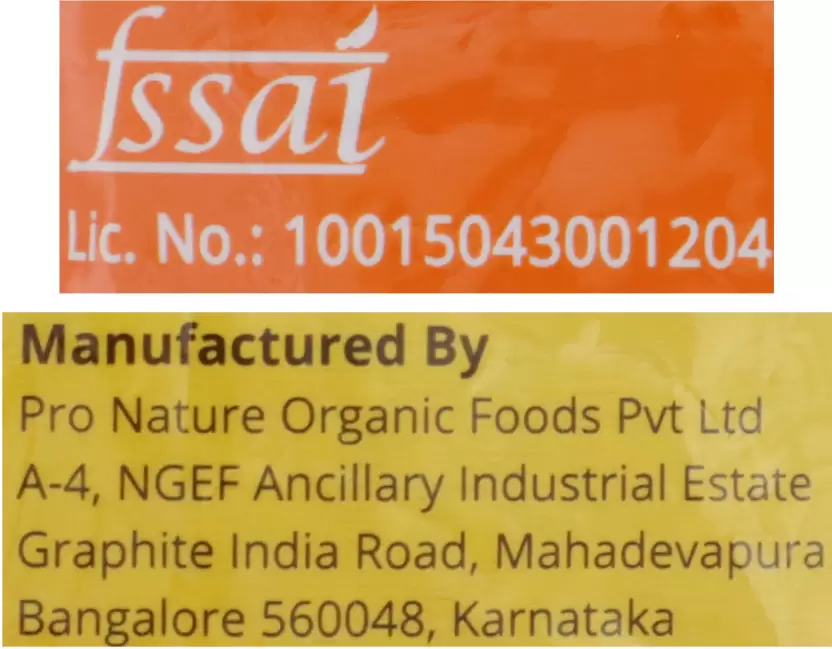 fssai
Lic. No.: 10015043001204
Manufactured By
Pro Nature Organic Foods Pvt Ltd
A-4, NGEF Ancillary Industrial Estate
Graphite India Road, Mahadevapura
Bangalore 560048, Karnataka